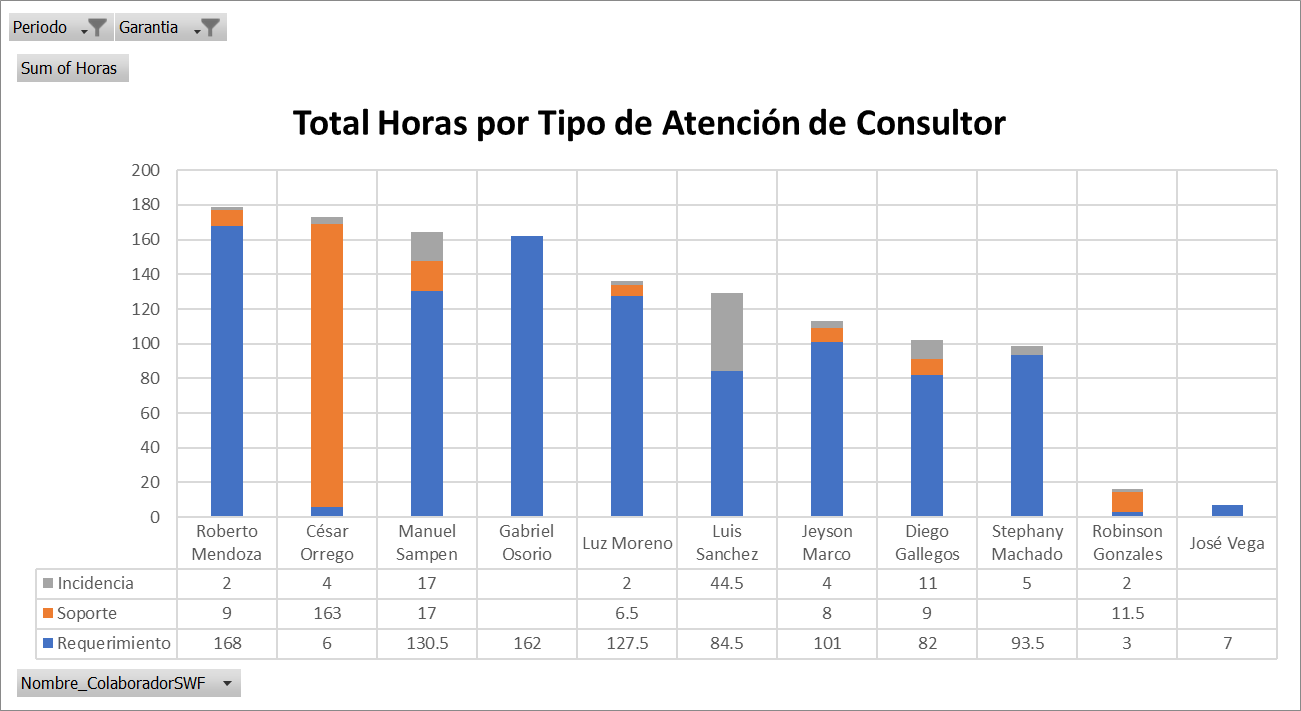 Periodo Garantia
Sum of Horas
Total Horas por Tipo de Atención de Consultor
200
180
160
140
120
100
80
60
40
20
0
Roberto Mendoza César Orrego Manuel Sampen Gabriel Osorio Luz Moreno Luis Sanchez Jeyson Marco Diego Gallegos Stephany Machado Robinson Gonzales José Vega
Incidencia 2 4 17 2 44.5 4 11 5 2
Soporte 9 163 17 6.5 8 9 11.5
Requerimiento 168 6 130.5 162 127.5 84.5 101 82 93.5 3 7
Nombre_ColaboradorSWF